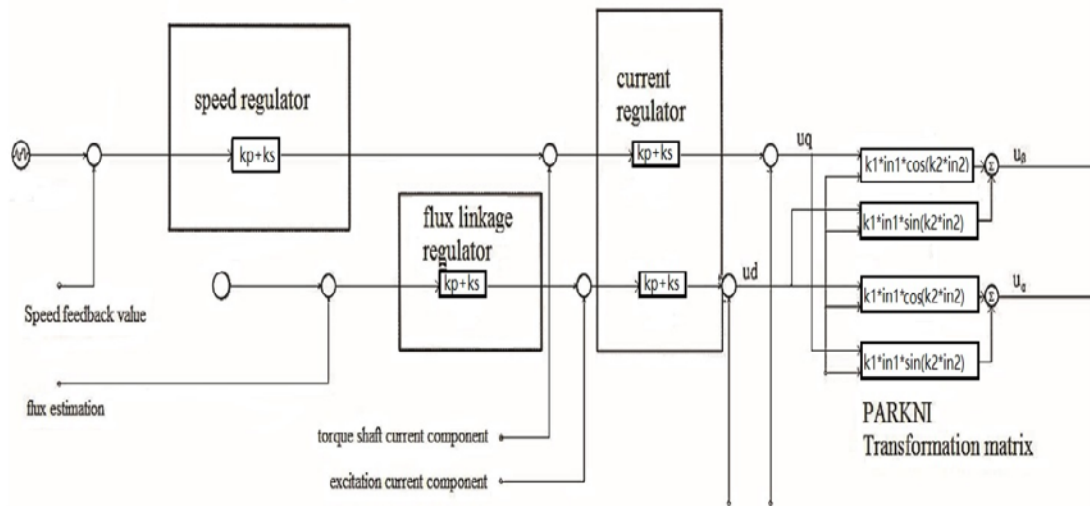 speed regulator
kp+ks
current
regulator
kp+ks
uq
k1*in1*cos(k2*in2)
Σ
uβ
k1*in1*sin(k2*in2)
flux linkage
regulator
kp+ks
kp+ks
ud
k1*in1*cos(k2*in2)
Σ
uα
k1*in1*sin(k2*in2)
Speed feedback value
flux estimation
torque shaft current component
excitation current component
PARKNI
Transformation matrix